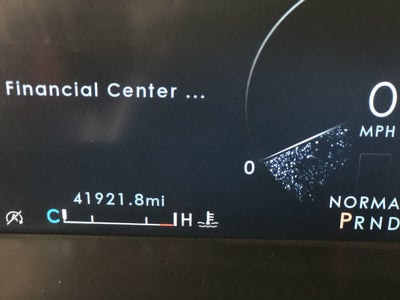 Financial Center ...
0
MPH
0
41921.8mi
NORMA
C H
PRND